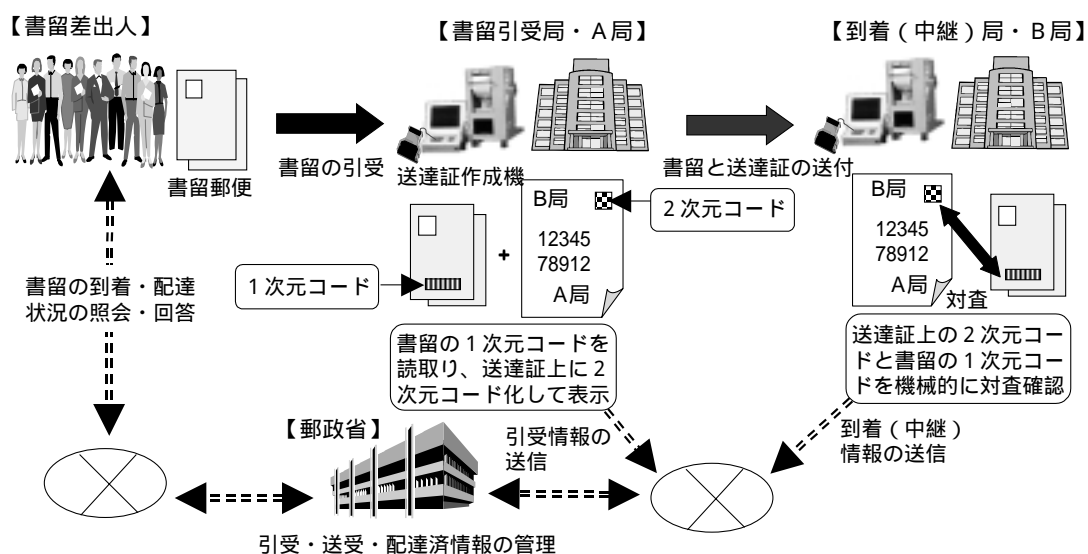 【書留差出人】
【書留引受局・A局】
【到着(中継)局・B局】
書留郵便
書留の引受
送達証作成機
書留と送達証の送付
B局
12345
78912
A局
2次元コード
+
1次元コード
B局
12345
78912
A局
対査
書留の到着・配達
状況の照会・回答
書留の1次元コードを
読取り、送達証上に2
次元コード化して表示
送達証上の2次元コー
ドと書留の1次元コー
ドを機械的に対査確認
【郵政省】
引受情報の
送信
到着(中継)
情報の送信
引受・送受・配達済情報の管理